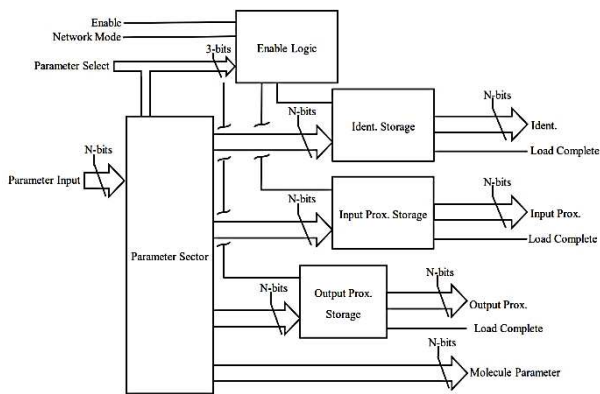 Enable
Network Mode
3-bits
Enable Logic
Parameter Select
N-bits
N-bits
Ident. Storage
Ident.
Load Complete
N-bits
Parameter Input
N-bits
N-bits
Input Prox. Storage
Input Prox.
Load Complete
Parameter Sector
N-bits
N-bits
Output Prox.
Storage
Output Prox.
Load Complete
N-bits
Molecule Parameter